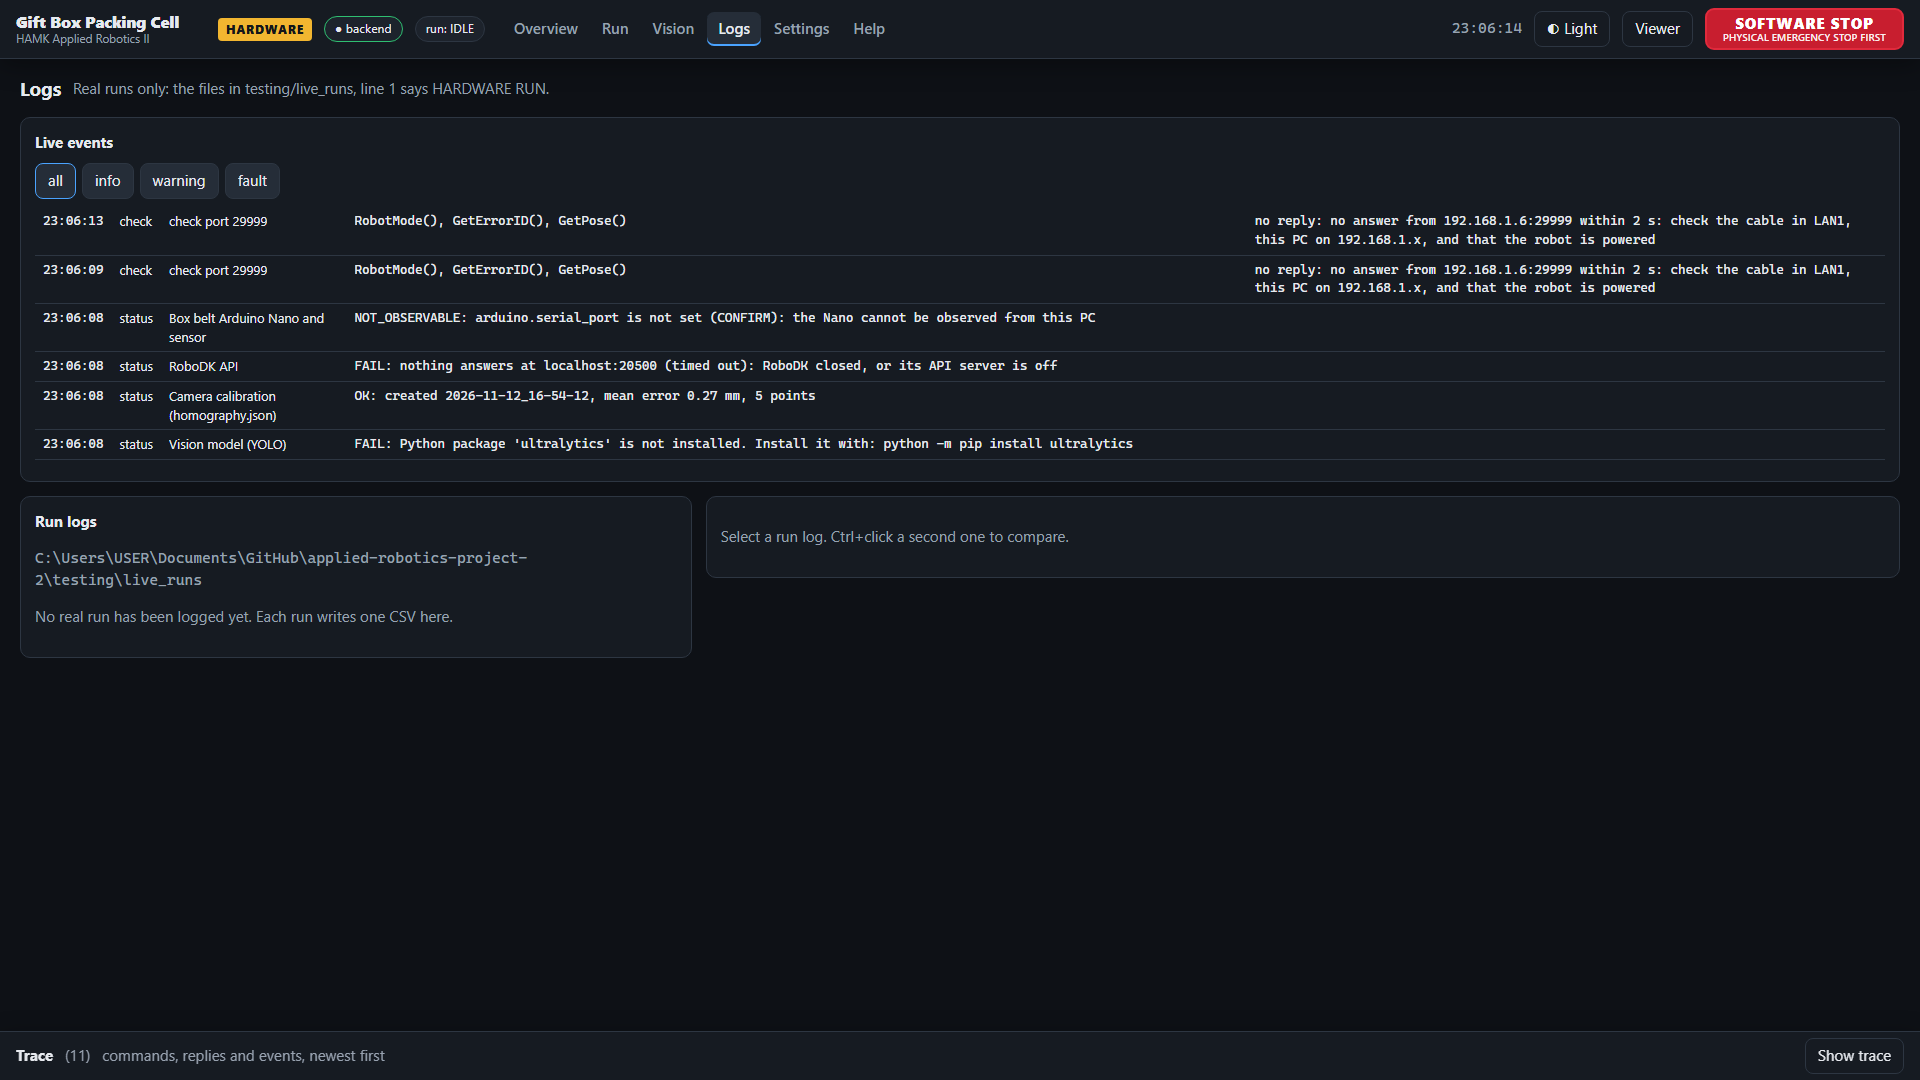 Gift Box Packing Cell
HAMK Applied Robotics II
HARDWARE
● backend
run: IDLE
Overview
Run
Vision
Logs
Settings
Help
23:06:14
◐ Light
Viewer
SOFTWARE STOP
PHYSICAL EMERGENCY STOP FIRST
Logs
Real runs only: the files in testing/live_runs, line 1 says HARDWARE RUN.
Live events
all
info
warning
fault
23:06:13 check check port 29999 RobotMode(), GetErrorID(), GetPose() no reply: no answer from 192.168.1.6:29999 within 2 s: check the cable in LAN1,
this PC on 192.168.1.x, and that the robot is powered
23:06:09 check check port 29999 RobotMode(), GetErrorID(), GetPose() no reply: no answer from 192.168.1.6:29999 within 2 s: check the cable in LAN1,
this PC on 192.168.1.x, and that the robot is powered
23:06:08 status Box belt Arduino Nano and NOT_OBSERVABLE: arduino.serial_port is not set (CONFIRM): the Nano cannot be observed from this PC
sensor
23:06:08 status RoboDK API FAIL: nothing answers at localhost:20500 (timed out): RoboDK closed, or its API server is off
23:06:08 status Camera calibration OK: created 2026-11-12_16-54-12, mean error 0.27 mm, 5 points
(homography.json)
23:06:08 status Vision model (YOLO) FAIL: Python package 'ultralytics' is not installed. Install it with: python -m pip install ultralytics
Run logs
C:\Users\USER\Documents\GitHub\applied-robotics-project-
2\testing\live_runs
No real run has been logged yet. Each run writes one CSV here.
Select a run log. Ctrl+click a second one to compare.
Trace (11) commands, replies and events, newest first
Show trace